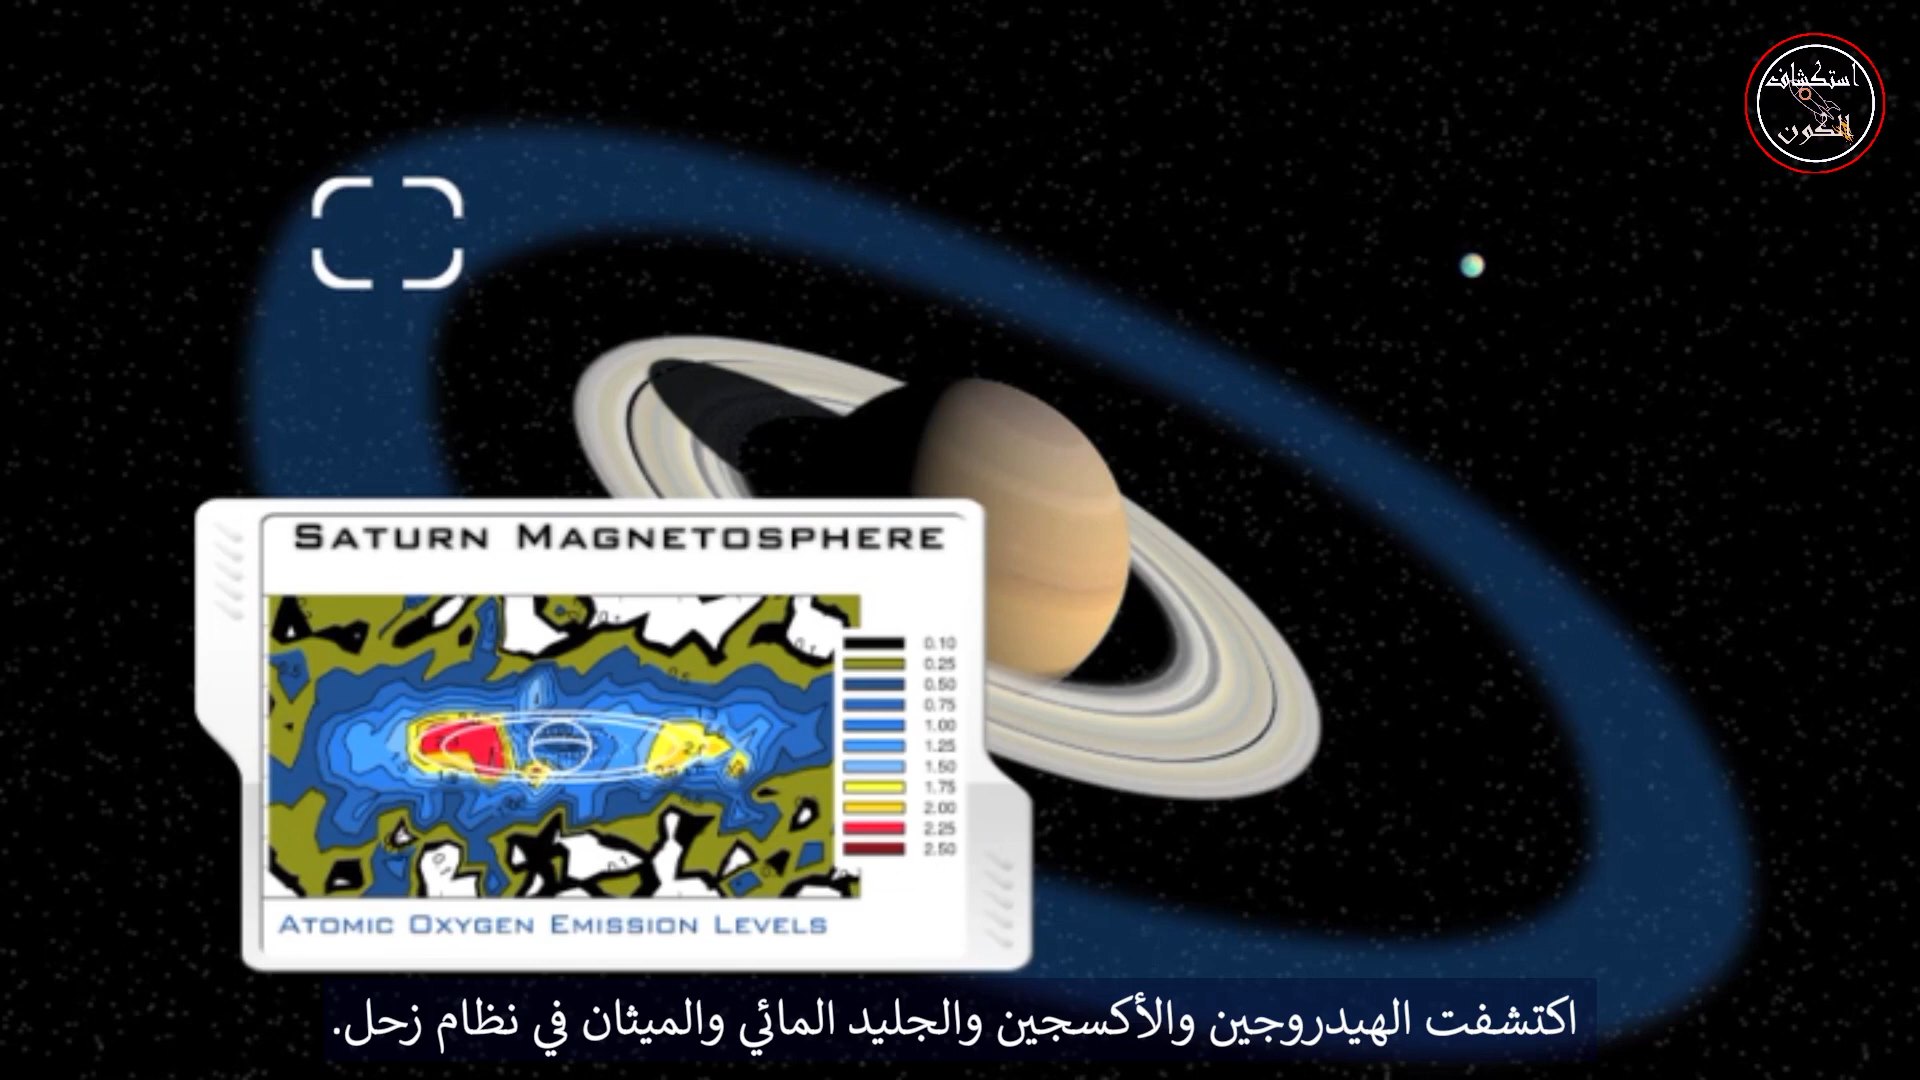 استكشاف
الكون
SATURN MAGNETOSPHERE
0.10
0.25
0.50
0.75
1.00
1.25
1.50
1.75
2.00
2.25
2.50
ATOMIC OXYGEN EMISSION LEVELS
اكتشفت الهيدروجين والأكسجين والجليد المائي والميثان في نظام زحل.